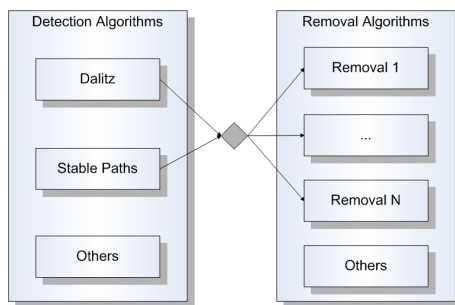 Detection Algorithms
Dalitz
Stable Paths
Others
Removal Algorithms
Removal 1
...
Removal N
Others